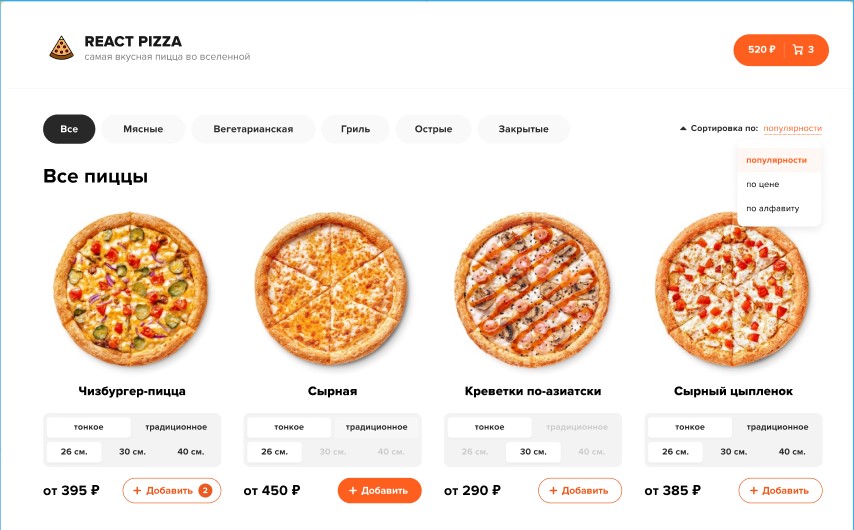 REACT PIZZA
самая вкусная пицца во вселенной
520 ₽ 3
Все Мясные Вегетарианская Гриль Острые Закрытые Сортировка по: популярности
популярности
по цене
по алфавиту
Все пиццы
Чизбургер-пицца Сырная Креветки по-азиатски Сырный цыпленок
тонкое традиционное тонкое традиционное тонкое традиционное тонкое традиционное
26 см. 30 см. 40 см. 26 см. 30 см. 40 см. 26 см. 30 см. 40 см. 26 см. 30 см. 40 см.
от 395 ₽ + Добавить 2 от 450 ₽ + Добавить от 290 ₽ + Добавить от 385 ₽ + Добавить